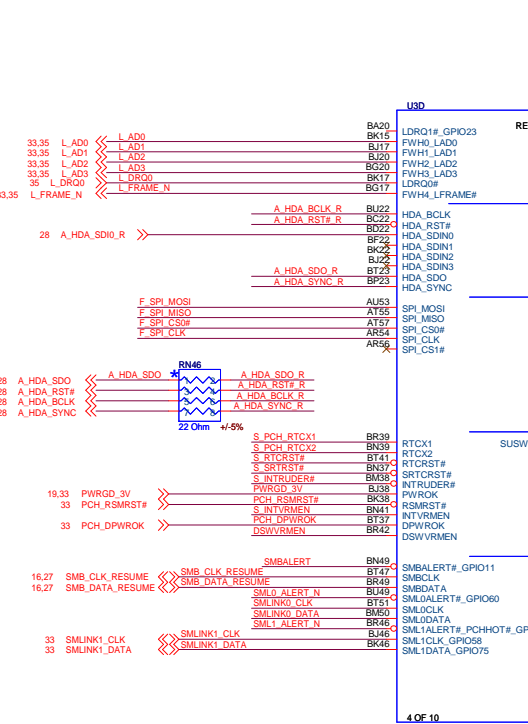 U3D
RE
BA20 LDRQ1#_GPIO23
33,35 L_AD0 L_AD0 BK15 FWH0_LAD0
33,35 L_AD1 L_AD1 BJ17 FWH1_LAD1
33,35 L_AD2 L_AD2 BJ20 FWH2_LAD2
33,35 L_AD3 L_AD3 BG20 FWH3_LAD3
35 L_DRQ0 L_DRQ0 BK17 LDRQ0#
33,35 L_FRAME_N L_FRAME_N BG17 FWH4_LFRAME#
A_HDA_BCLK_R BU22 HDA_BCLK
A_HDA_RST#_R BC22 HDA_RST#
28 A_HDA_SDI0_R BD22 HDA_SDIN0
BF22 HDA_SDIN1
BK22 HDA_SDIN2
BJ22 HDA_SDIN3
A_HDA_SDO_R BT23 HDA_SDO
A_HDA_SYNC_R BP23 HDA_SYNC
F_SPI_MOSI AU53 SPI_MOSI
F_SPI_MISO AT55 SPI_MISO
F_SPI_CS0# AT57 SPI_CS0#
F_SPI_CLK AR54 SPI_CLK
AR56 SPI_CS1#
RN46
*
28 A_HDA_SDO A_HDA_SDO 1 2 A_HDA_SDO_R
28 A_HDA_RST# 3 4 A_HDA_RST#_R
28 A_HDA_BCLK 5 6 A_HDA_BCLK_R
28 A_HDA_SYNC 7 8 A_HDA_SYNC_R
22 Ohm +/-5%
S_PCH_RTCX1 BR39 RTCX1 SUSW
S_PCH_RTCX2 BN39 RTCX2
S_RTCRST# BT41 RTCRST#
S_SRTRST# BN37 SRTCRST#
S_INTRUDER# BM38 INTRUDER#
19,33 PWRGD_3V PWRGD_3V BJ38 PWROK
33 PCH_RSMRST# PCH_RSMRST# BK38 RSMRST#
S_INTVRMEN BN41 INTVRMEN
33 PCH_DPWROK PCH_DPWROK BT37 DPWROK
DSWVRMEN BR42 DSWVRMEN
SMBALERT BN49 SMBALERT#_GPIO11
16,27 SMB_CLK_RESUME SMB_CLK_RESUME BT47 SMBCLK
16,27 SMB_DATA_RESUME SMB_DATA_RESUME BR49 SMBDATA
SML0_ALERT_N BU49 SML0ALERT#_GPIO60
SMLINK0_CLK BT51 SML0CLK
SMLINK0_DATA BM50 SML0DATA
SML1_ALERT_N BR46 SML1ALERT#_PCHHOT#_GP
33 SMLINK1_CLK SMLINK1_CLK BJ46 SML1CLK_GPIO58
33 SMLINK1_DATA SMLINK1_DATA BK46 SML1DATA_GPIO75
4 OF 10